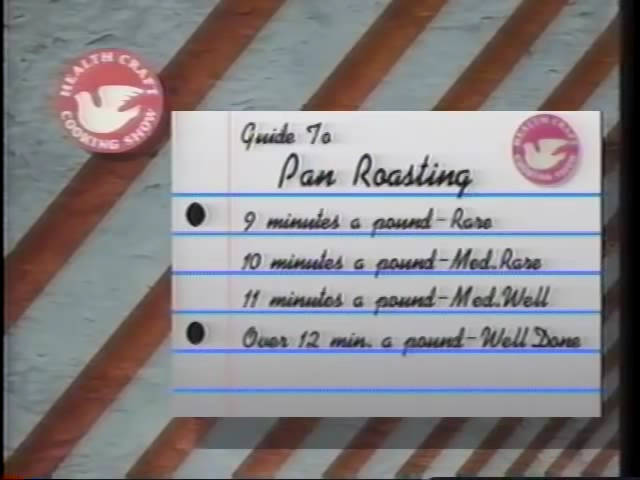 HEALTH CRAFT
COOKING SHOW
Guide To
HEALTH CRAFT
COOKING SHOW
Pan Roasting
9 minutes a pound-Rare
10 minutes a pound-Med.Rare
11 minutes a pound-Med.Well
Over 12 min. a pound-Well Done